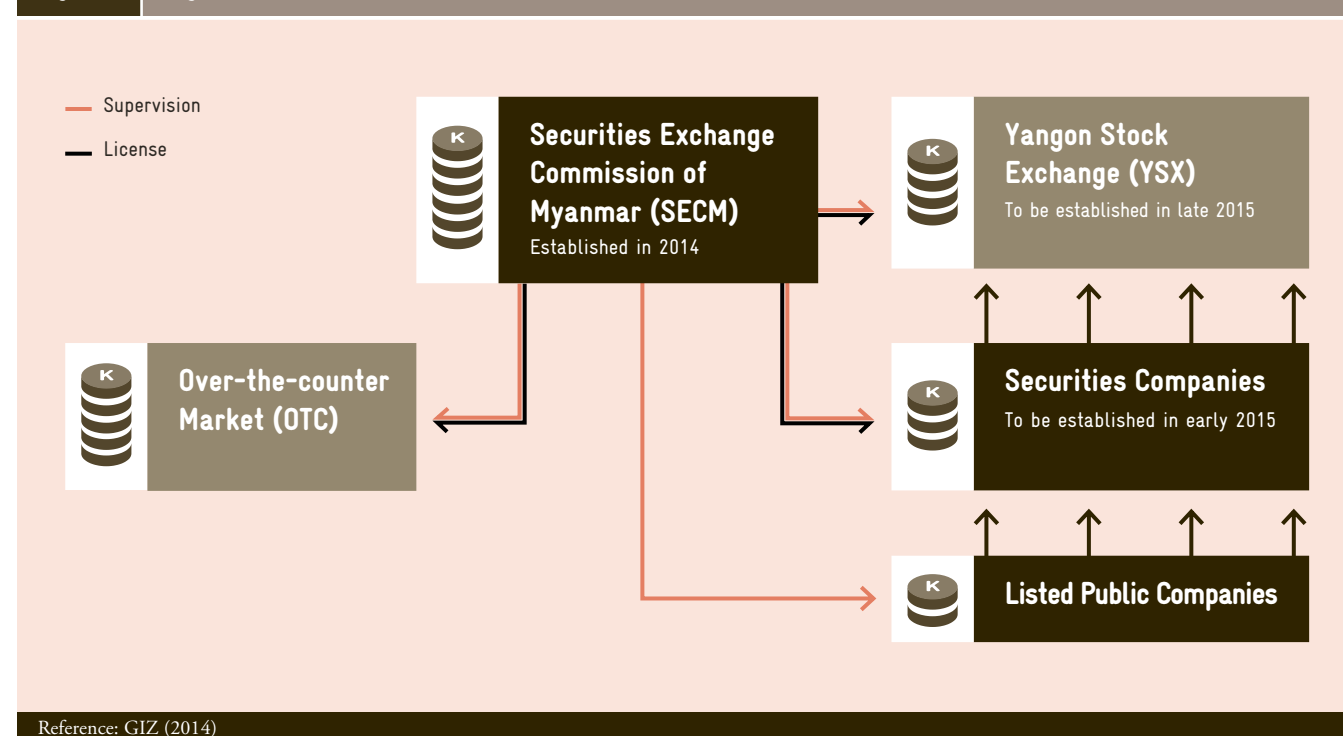 Supervision
License
K
Securities Exchange
Commission of
Myanmar (SECM)
Established in 2014
K
Yangon Stock
Exchange (YSX)
To be established in late 2015
K
Over-the-counter
Market (OTC)
K
Securities Companies
To be established in early 2015
K
Listed Public Companies
Reference: GIZ (2014)